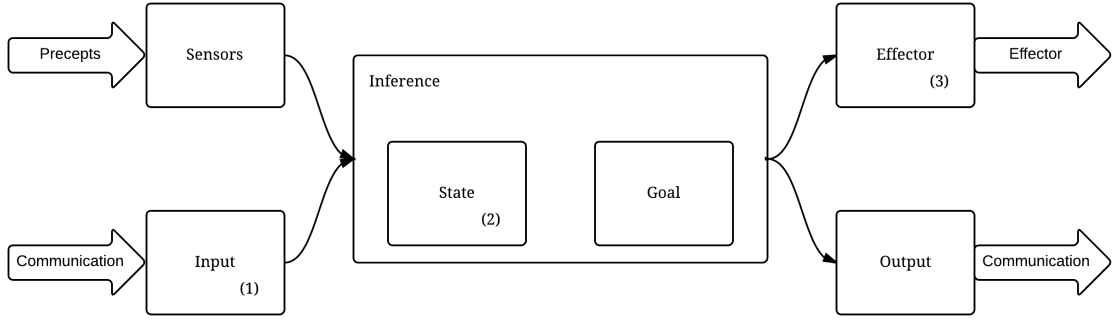 Precepts
Sensors
Effector
(3)
Effector
Inference
State
(2)
Goal
Communication
Input
(1)
Output
Communication